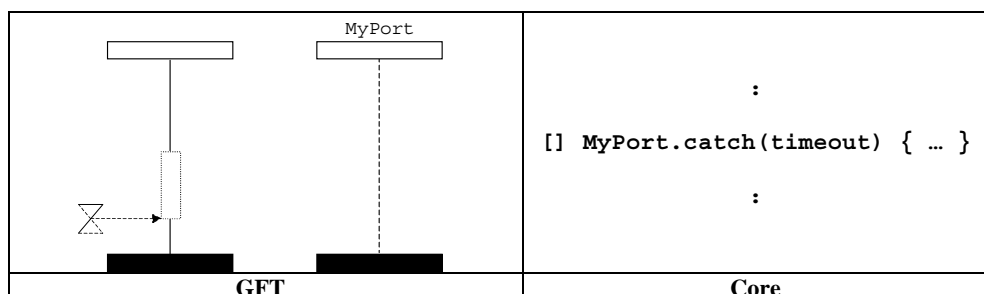 MyPort
:
[] MyPort.catch(timeout) { … }
:
GFT
Core